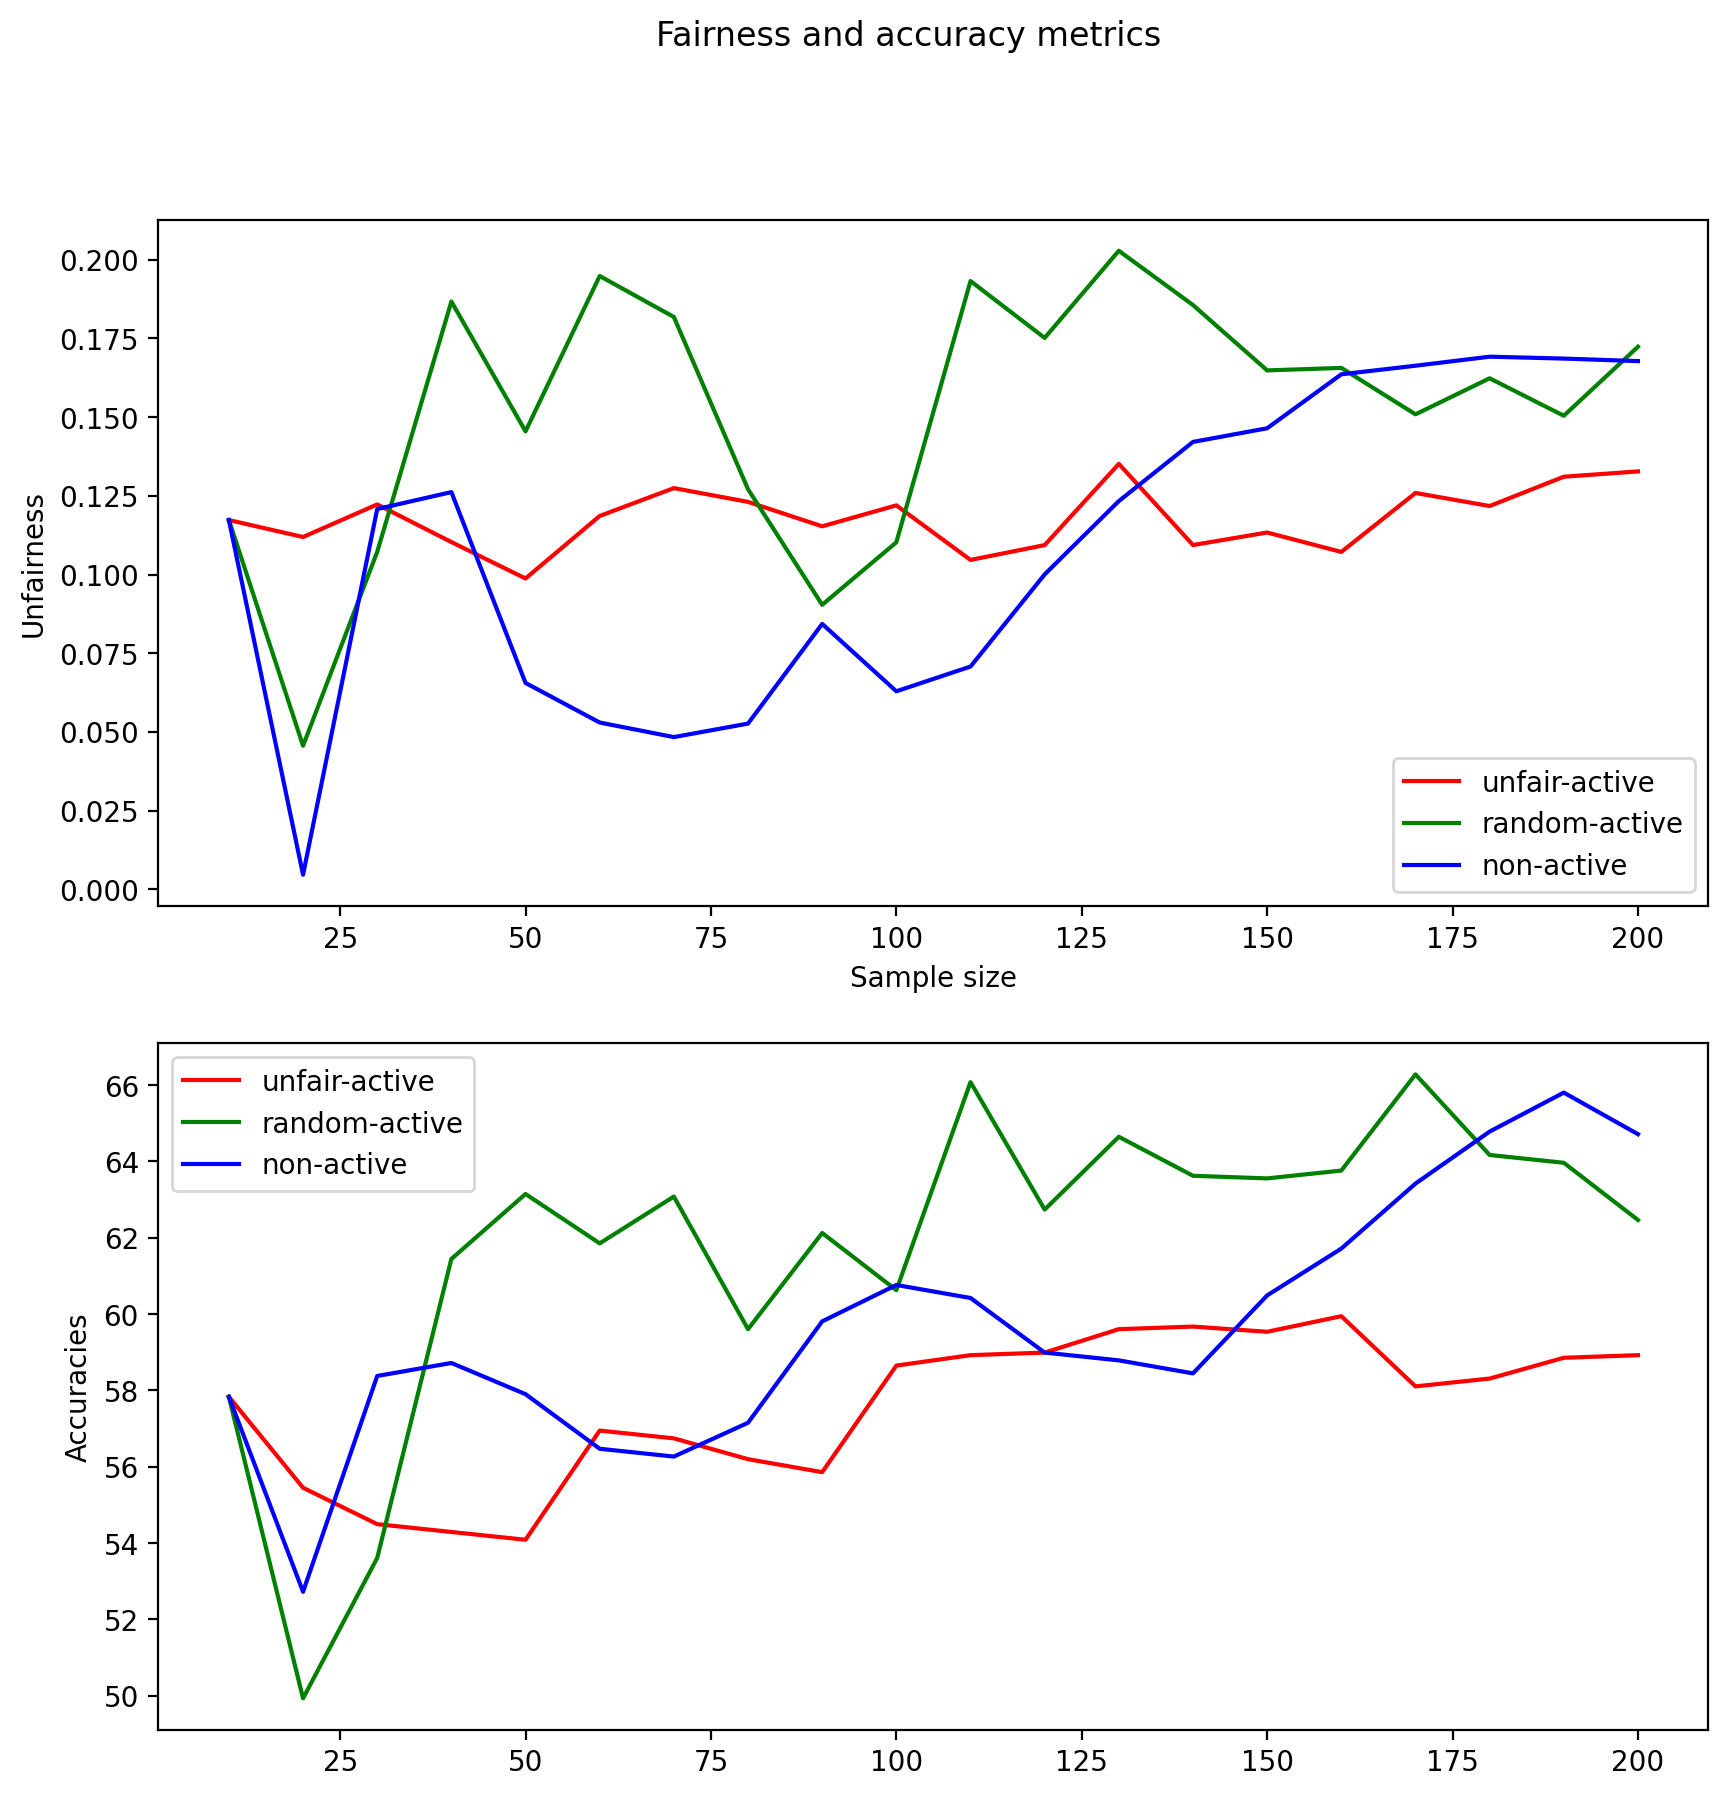 Fairness and accuracy metrics
0.200
0.175
0.150
0.125
0.100
0.075
0.050
0.025
0.000
Unfairness
unfair-active
random-active
non-active
25 50 75 100 125 150 175 200
Sample size
66
64
62
60
58
56
54
52
50
Accuracies
unfair-active
random-active
non-active
25 50 75 100 125 150 175 200